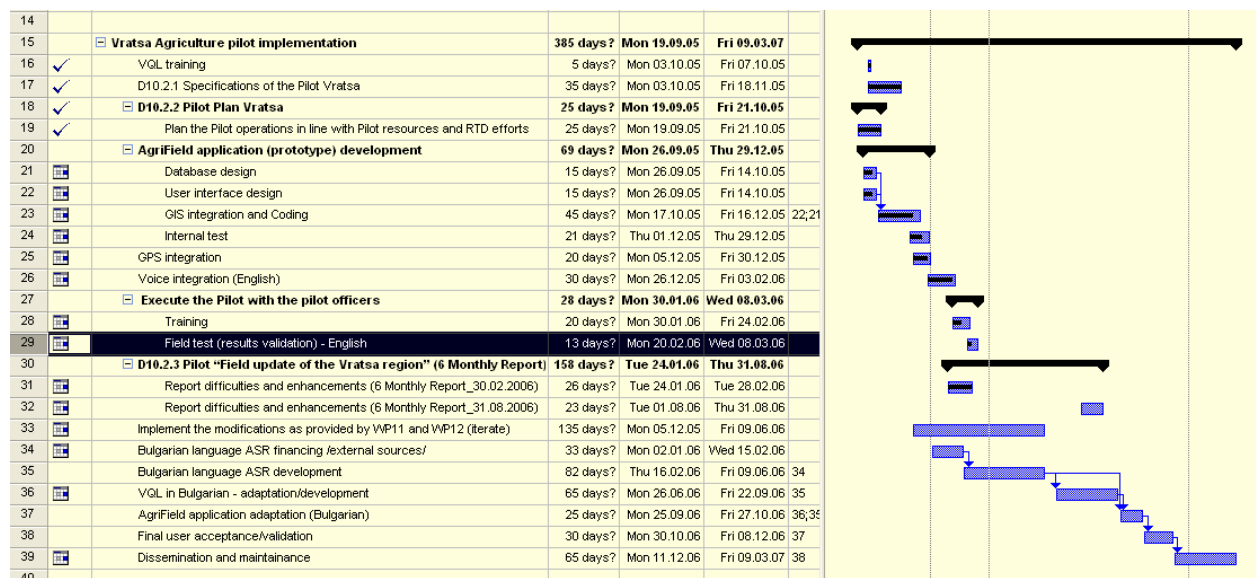 14
15 Vratsa Agriculture pilot implementation 385 days? Mon 19.09.05 Fri 09.03.07
16 VQL training 5 days? Mon 03.10.05 Fri 07.10.05
17 D10.2.1 Specifications of the Pilot Vratsa 35 days? Mon 03.10.05 Fri 18.11.05
18 D10.2.2 Pilot Plan Vratsa 25 days? Mon 19.09.05 Fri 21.10.05
19 Plan the Pilot operations in line with Pilot resources and RTD efforts 25 days? Mon 19.09.05 Fri 21.10.05
20 AgriField application (prototype) development 69 days? Mon 26.09.05 Thu 29.12.05
21 Database design 15 days? Mon 26.09.05 Fri 14.10.05
22 User interface design 15 days? Mon 26.09.05 Fri 14.10.05
23 GIS integration and Coding 45 days? Mon 17.10.05 Fri 16.12.05 22;21
24 Internal test 21 days? Thu 01.12.05 Thu 29.12.05
25 GPS integration 20 days? Mon 05.12.05 Fri 30.12.05
26 Voice integration (English) 30 days? Mon 26.12.05 Fri 03.02.06
27 Execute the Pilot with the pilot officers 28 days? Mon 30.01.06 Wed 08.03.06
28 Training 20 days? Mon 30.01.06 Fri 24.02.06
29 Field test (results validation) - English 13 days? Mon 20.02.06 Wed 08.03.06
30 D10.2.3 Pilot “Field update of the Vratsa region” (6 Monthly Report) 158 days? Tue 24.01.06 Thu 31.08.06
31 Report difficulties and enhancements (6 Monthly Report_30.02.2006) 26 days? Tue 24.01.06 Tue 28.02.06
32 Report difficulties and enhancements (6 Monthly Report_31.08.2006) 23 days? Tue 01.08.06 Thu 31.08.06
33 Implement the modifications as provided by WP11 and WP12 (iterate) 135 days? Mon 05.12.05 Fri 09.06.06
34 Bulgarian language ASR financing /external sources/ 33 days? Mon 02.01.06 Wed 15.02.06
35 Bulgarian language ASR development 82 days? Thu 16.02.06 Fri 09.06.06 34
36 VQL in Bulgarian - adaptation/development 65 days? Mon 26.06.06 Fri 22.09.06 35
37 AgriField application adaptation (Bulgarian) 25 days? Mon 25.09.06 Fri 27.10.06 36;35
38 Final user acceptance/validation 30 days? Mon 30.10.06 Fri 08.12.06 37
39 Dissemination and maintainance 65 days? Mon 11.12.06 Fri 09.03.07 38